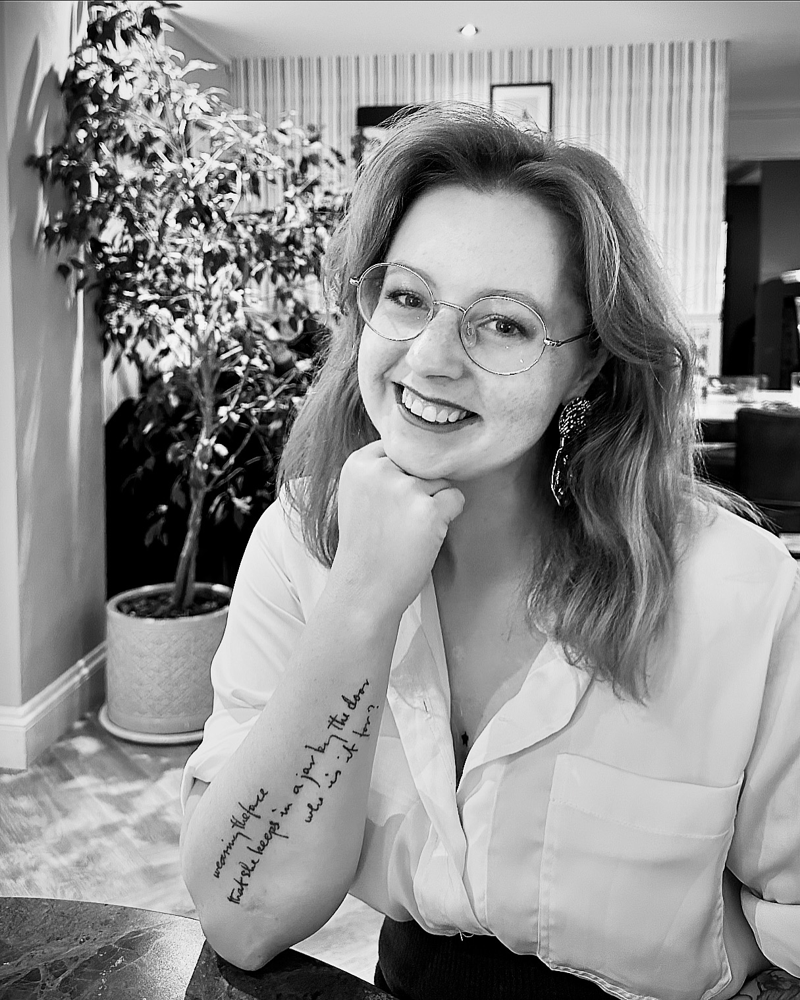 wearing the face
that she keeps in a jar by the door
who is it for?